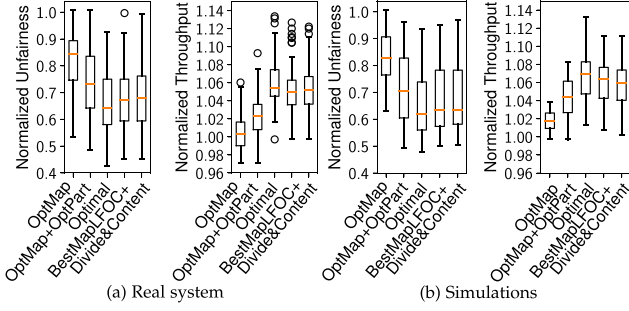 Normalized Unfairness
1.0
0.9
0.8
0.7
0.6
0.5
0.4
OptMap
OptMap+OptPart
Optimal
BestMapLFOC+
Divide&Content
Normalized Throughput
1.14
1.12
1.10
1.08
1.06
1.04
1.02
1.00
0.98
0.96
OptMap
OptMap+OptPart
Optimal
BestMapLFOC+
Divide&Content
(a) Real system
Normalized Unfairness
1.0
0.9
0.8
0.7
0.6
0.5
0.4
OptMap
OptMap+OptPart
Optimal
BestMapLFOC+
Divide&Content
Normalized Throughput
1.14
1.12
1.10
1.08
1.06
1.04
1.02
1.00
0.98
0.96
OptMap
OptMap+OptPart
Optimal
BestMapLFOC+
Divide&Content
(b) Simulations